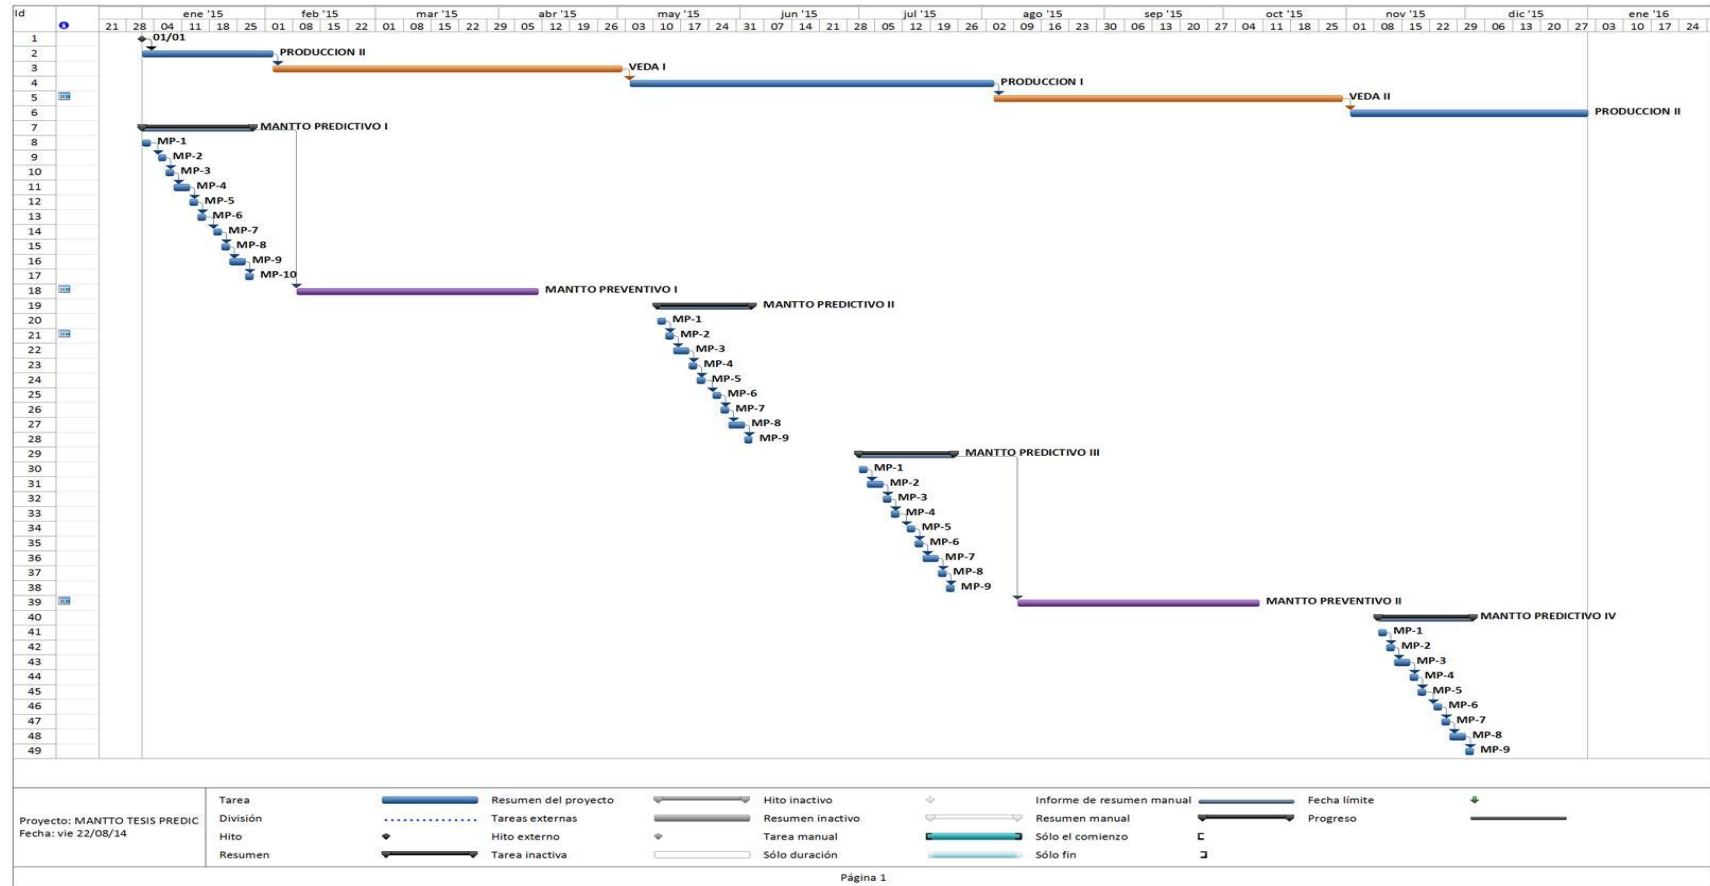 Id
ene '15 feb '15 mar '15 abr '15 may '15 jun '15 jul '15 ago '15 sep '15 oct '15 nov '15 dic '15 ene '16
21 28 04 11 18 25 01 08 15 22 01 08 15 22 29 05 12 19 26 03 10 17 24 31 07 14 21 28 05 12 19 26 02 09 16 23 30 06 13 20 27 04 11 18 25 01 08 15 22 29 06 13 20 27 03 10 17 24
1 01/01
2 PRODUCCION II
3 VEDA I
4 PRODUCCION I
5 VEDA II
6 PRODUCCION II
7 MANTTO PREDICTIVO I
8 MP-1
9 MP-2
10 MP-3
11 MP-4
12 MP-5
13 MP-6
14 MP-7
15 MP-8
16 MP-9
17 MP-10
18 MANTTO PREVENTIVO I
19 MANTTO PREDICTIVO II
20 MP-1
21 MP-2
22 MP-3
23 MP-4
24 MP-5
25 MP-6
26 MP-7
27 MP-8
28 MP-9
29 MANTTO PREDICTIVO III
30 MP-1
31 MP-2
32 MP-3
33 MP-4
34 MP-5
35 MP-6
36 MP-7
37 MP-8
38 MP-9
39 MANTTO PREVENTIVO II
40 MANTTO PREDICTIVO IV
41 MP-1
42 MP-2
43 MP-3
44 MP-4
45 MP-5
46 MP-6
47 MP-7
48 MP-8
49 MP-9
Proyecto: MANTTO TESIS PREDIC
Fecha: vie 22/08/14
Tarea Resumen del proyecto Hito inactivo Informe de resumen manual Fecha límite
División Tareas externas Resumen inactivo Resumen manual Progreso
Hito Hito externo Tarea manual Sólo el comienzo
Resumen Tarea inactiva Sólo duración Sólo fin
Página 1